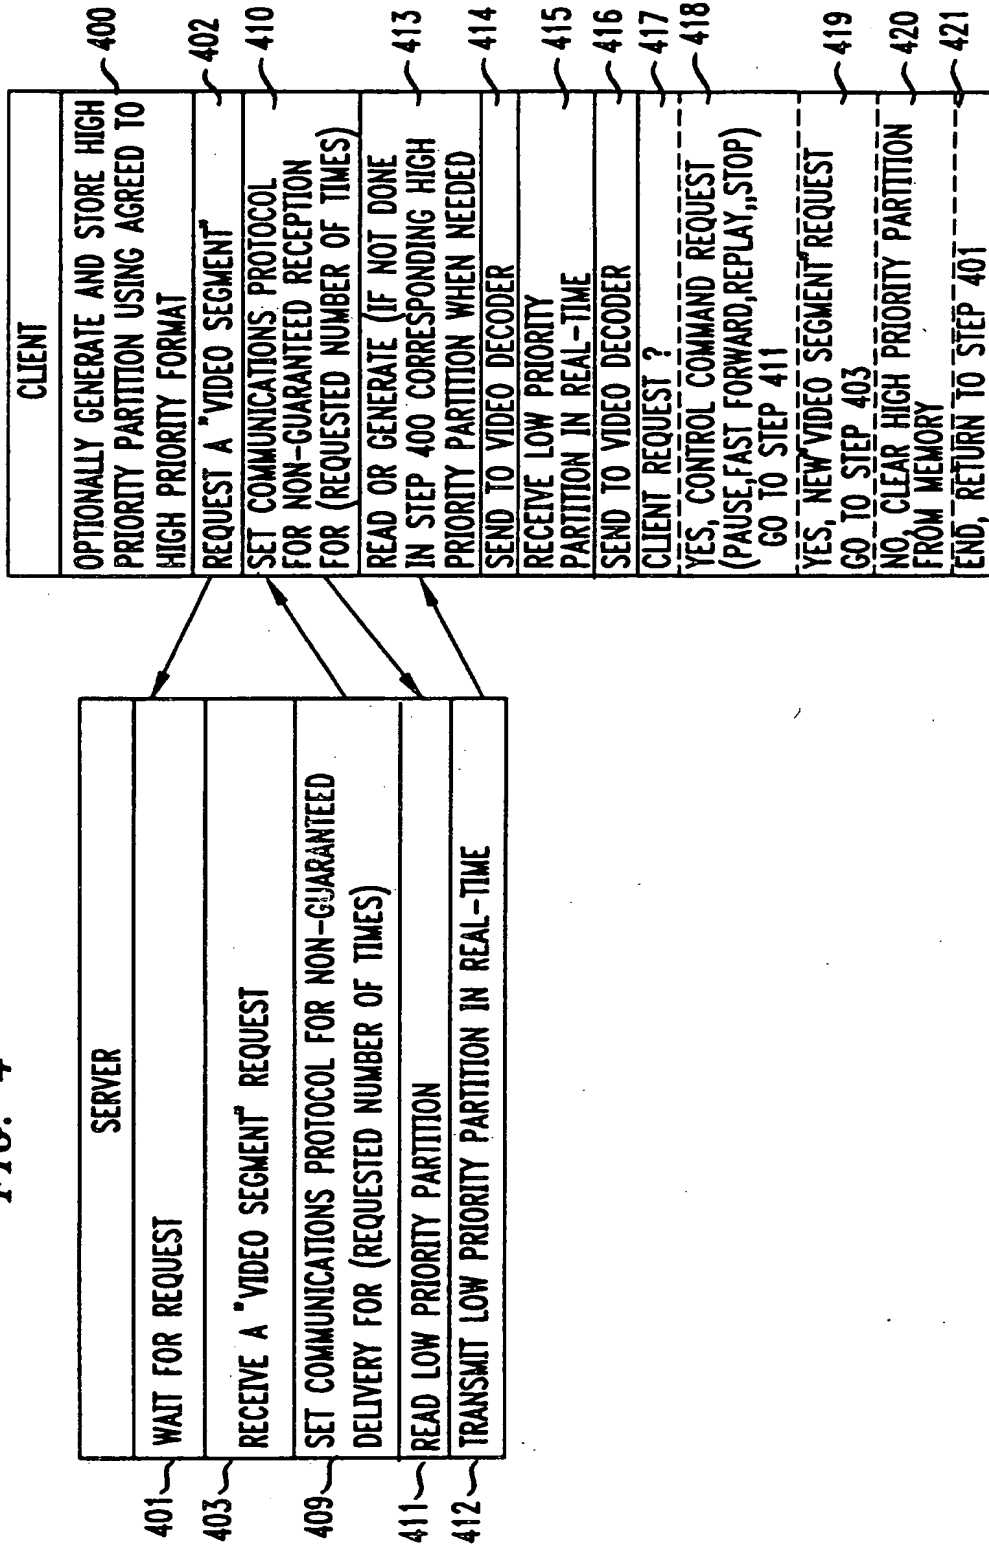 FIG. 4
SERVER
401
WAIT FOR REQUEST
403
RECEIVE A "VIDEO SEGMENT" REQUEST
409
SET COMMUNICATIONS PROTOCOL FOR NON-GUARANTEED
DELIVERY FOR (REQUESTED NUMBER OF TIMES)
411
READ LOW PRIORITY PARTITION
412
TRANSMIT LOW PRIORITY PARTITION IN REAL-TIME
CLIENT
OPTIONALLY GENERATE AND STORE HIGH
PRIORITY PARTITION USING AGREED TO
HIGH PRIORITY FORMAT
400
REQUEST A "VIDEO SEGMENT"
402
SET COMMUNICATIONS PROTOCOL
FOR NON-GUARANTEED RECEPTION
FOR (REQUESTED NUMBER OF TIMES)
410
READ OR GENERATE (IF NOT DONE
IN STEP 400 CORRESPONDING HIGH
PRIORITY PARTITION WHEN NEEDED
413
SEND TO VIDEO DECODER
414
RECEIVE LOW PRIORITY
PARTITION IN REAL-TIME
415
SEND TO VIDEO DECODER
416
CLIENT REQUEST ?
417
YES, CONTROL COMMAND REQUEST
(PAUSE,FAST FORWARD,REPLAY,,STOP)
GO TO STEP 411
418
YES, NEW"VIDEO SEGMENT"REQUEST
GO TO STEP 403
419
NO, CLEAR HIGH PRIORITY PARTITION
FROM MEMORY
420
END, RETURN TO STEP 401
421